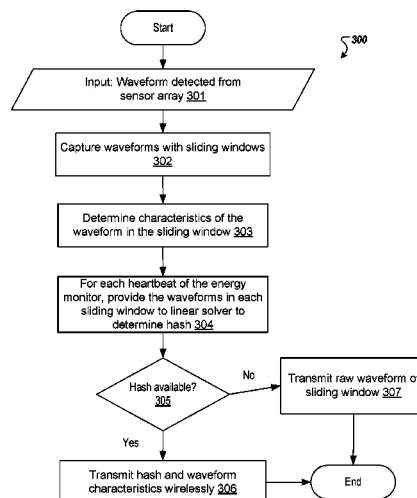 Start
300
Input: Waveform detected from
sensor array 301
Capture waveforms with sliding windows
302
Determine characteristics of the
waveform in the sliding window 303
For each heartbeat of the energy
monitor, provide the waveforms in each
sliding window to linear solver to
determine hash 304
Hash available?
305
No
Transmit raw waveform of
sliding window 307
Yes
Transmit hash and waveform
characteristics wirelessly 306
End